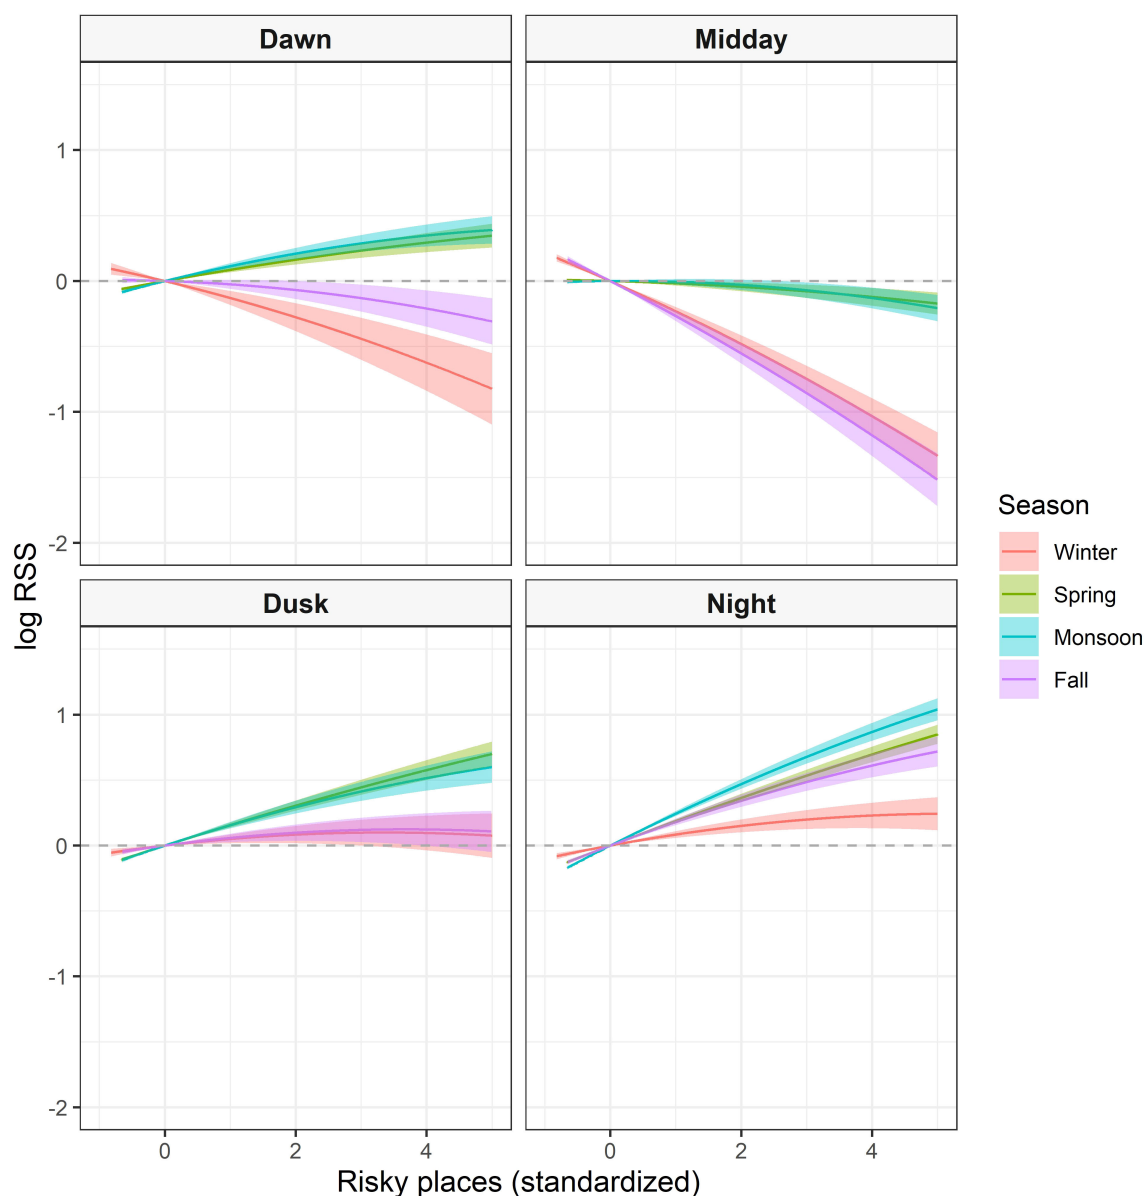 Dawn Midday
1
0
-1
-2
Dusk Night
1
0
-1
-2
0 2 4 0 2 4
Risky places (standardized)
log RSS
Season
Winter
Spring
Monsoon
Fall